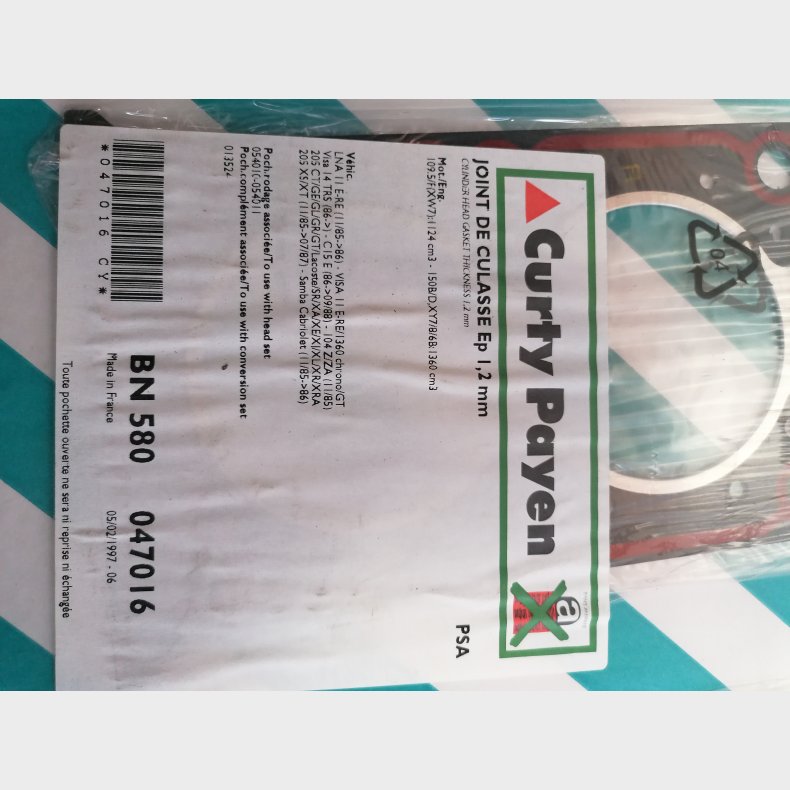 Curty Payen
a
JOINT DE CULASSE Ep 1,2 mm
PSA
CYLINDER HEAD GASKET THICKNESS 1,2 mm
Mot./Eng.
109.5/F(XW7):1124 cm3 - 150B/D,XY7/8/6B:1360 cm3
Véhic.
LNA 11 E-RE (11/85->86) - VISA 11 E-RE/1360 chrono/GT
Visa 14 TRS (86->) - C15 E (86->09/88) - 104 Z/ZA (11/85)
205 CT/GE/GL/GR/GT/Lacoste/SR/XA/XE/XI/XL/XR/XRA
205 XS/XT (11/85->07/87) - Samba Cabriolet (11/85->86)
Poch.rodage associée/To use with head set
05401C-054011
Poch.complément associée/To use with conversion set
013524
*047016 CY*
BN 580 047016
Made in France
05/02/1997 - 06
Toute pochette ouverte ne sera ni reprise ni échangée
04